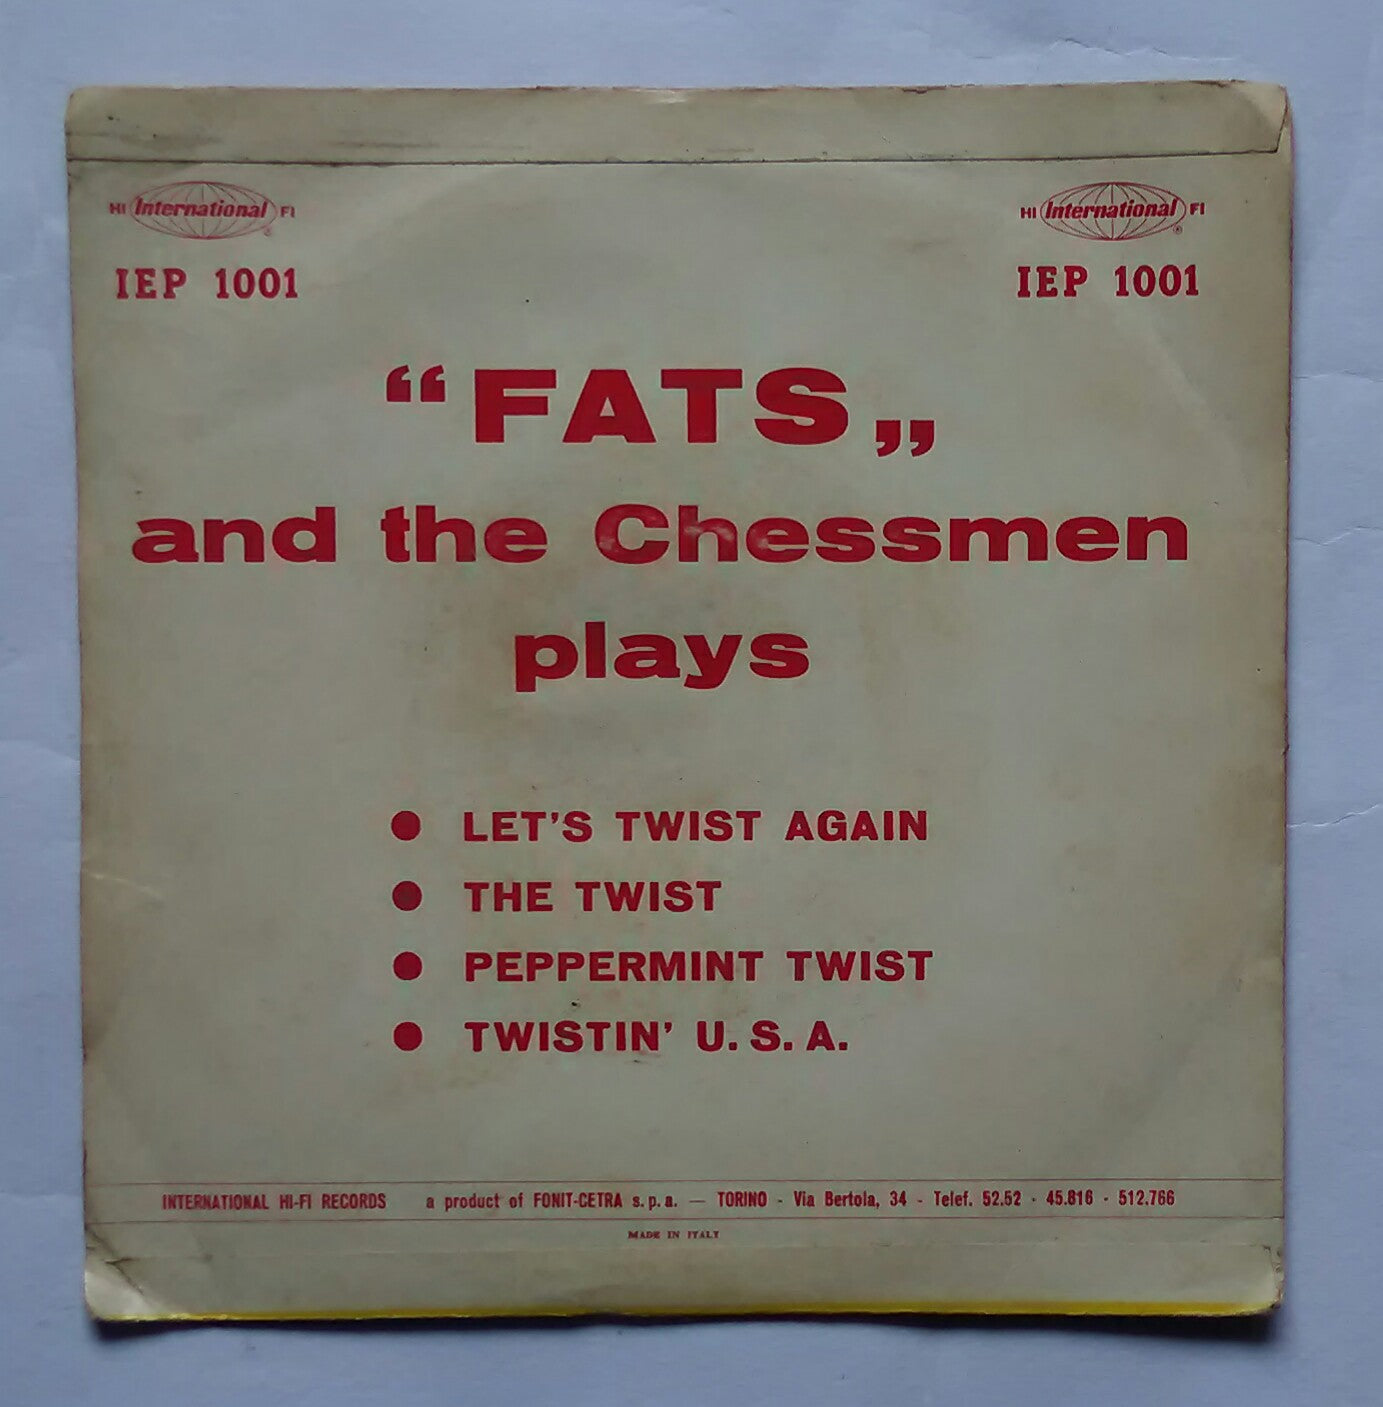 HI International FI HI International FI
®  ®
IEP 1001 IEP 1001
“FATS„
and the Chessmen
plays
● LET'S TWIST AGAIN
● THE TWIST
● PEPPERMINT TWIST
● TWISTIN' U. S. A.
INTERNATIONAL HI-FI RECORDS a product of FONIT-CETRA s. p. a. — TORINO - Via Bertola, 34 - Telef. 52.52 - 45.816 - 512.766
MADE IN ITALY